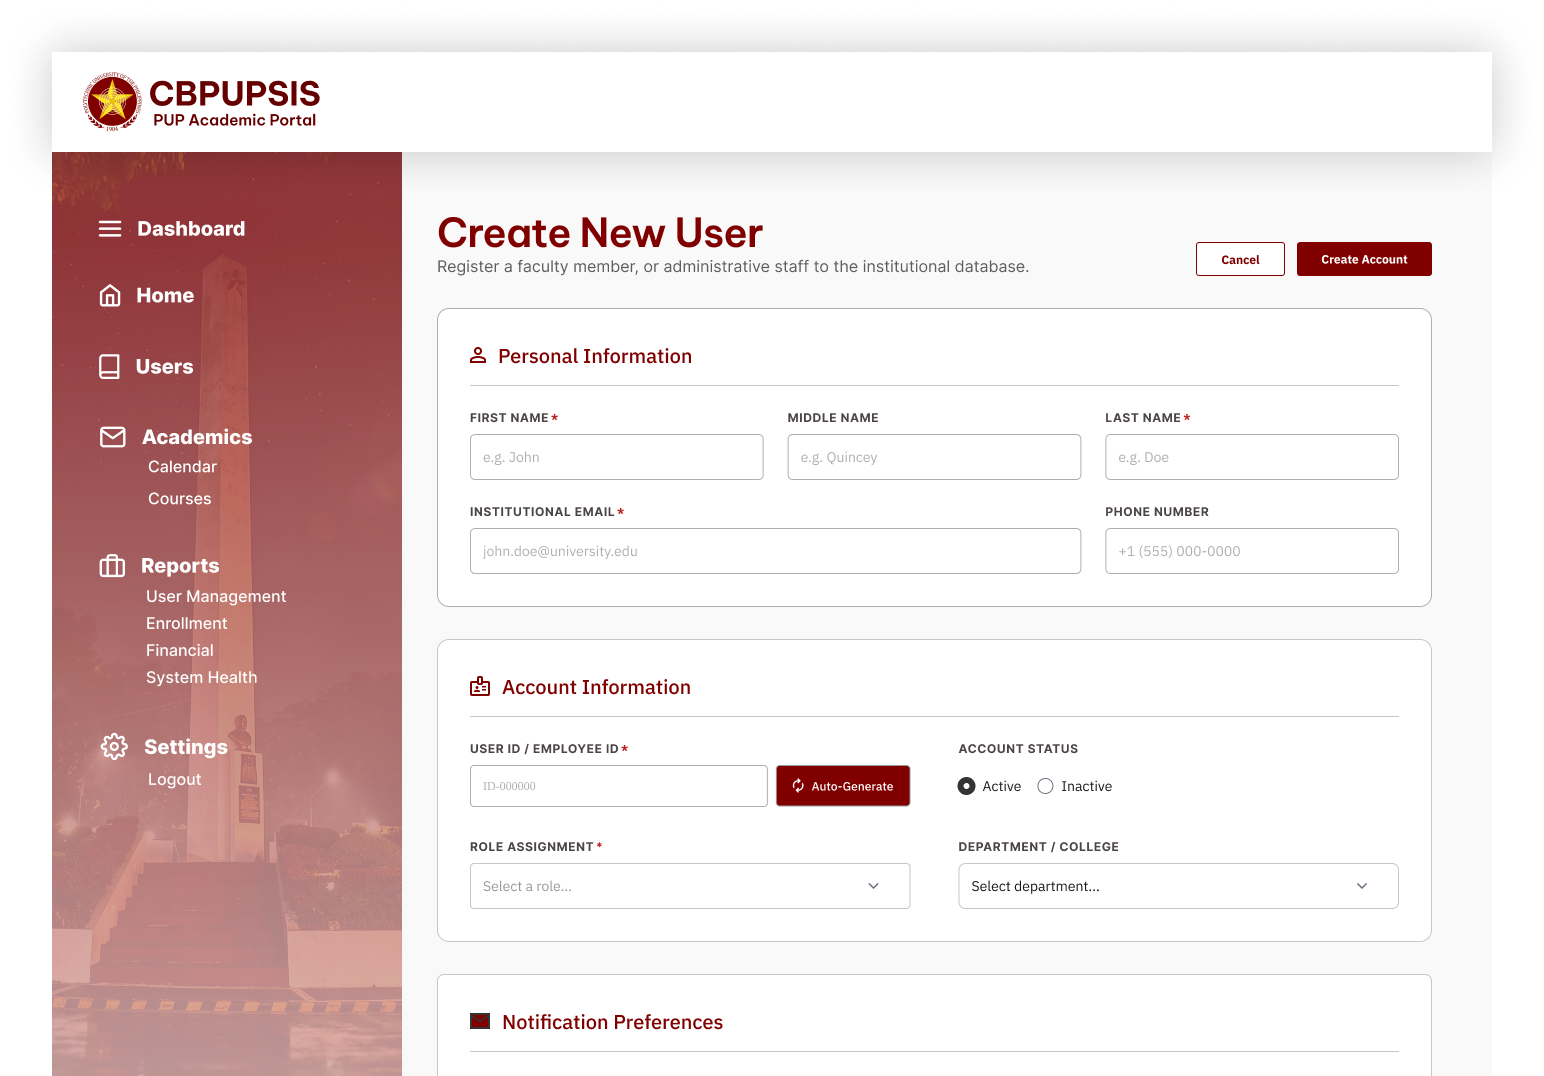 CBPUPSIS
PUP Academic Portal
1904
Dashboard
Home
Users
Academics
Calendar
Courses
Reports
User Management
Enrollment
Financial
System Health
Settings
Logout
Create New User
Register a faculty member, or administrative staff to the institutional database.
Cancel
Create Account
Personal Information
FIRST NAME *
MIDDLE NAME
LAST NAME *
e.g. John
e.g. Quincey
e.g. Doe
INSTITUTIONAL EMAIL *
PHONE NUMBER
john.doe@university.edu
+1 (555) 000-0000
Account Information
USER ID / EMPLOYEE ID *
ACCOUNT STATUS
ID-000000
Auto-Generate
Active
Inactive
ROLE ASSIGNMENT *
DEPARTMENT / COLLEGE
Select a role...
Select department...
Notification Preferences